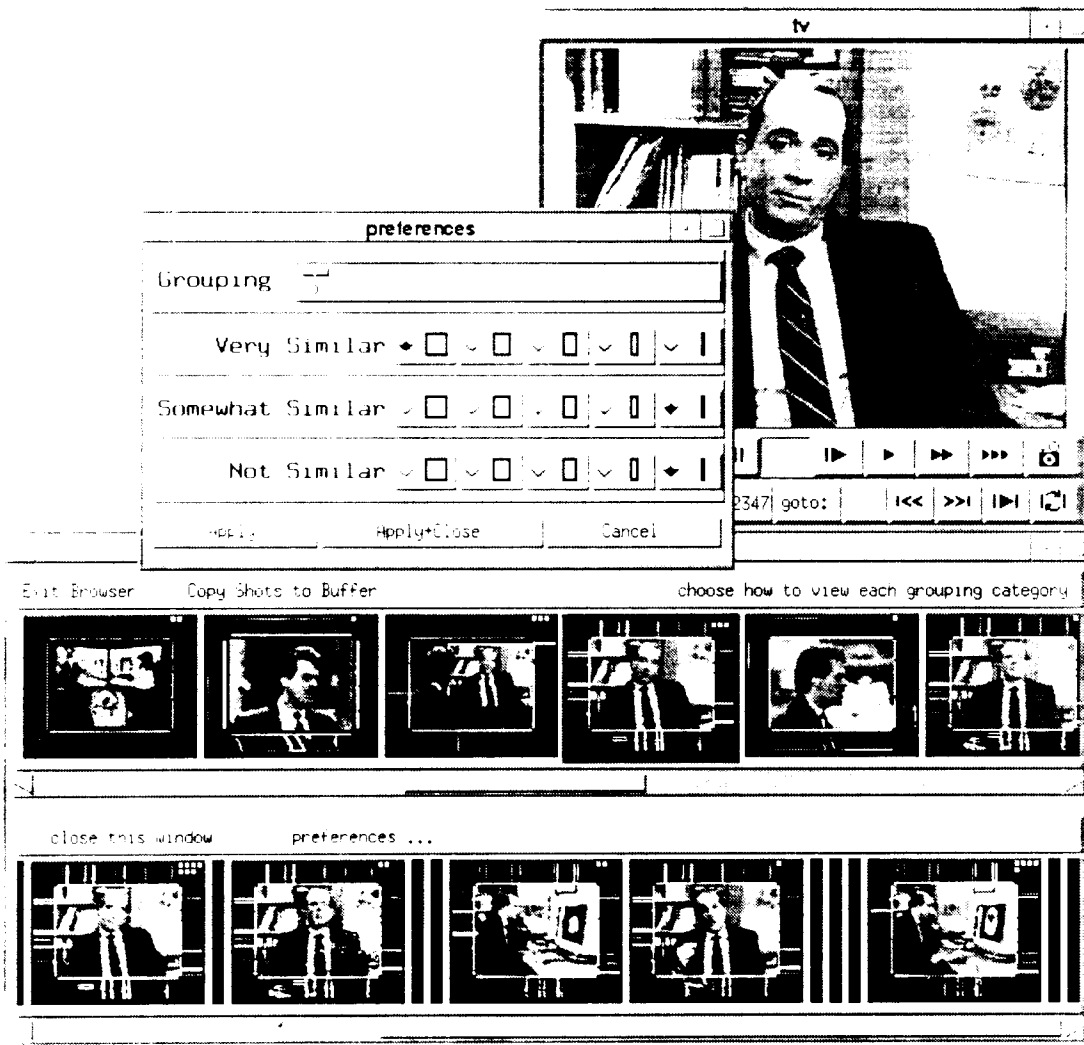 tv
preferences
Grouping
Very Similar
Somewhat Similar
Not Similar
2347 goto:
Apply Apply+Close Cancel
Exit Browser Copy Shots to Buffer choose how to view each grouping category
close this window preferences ...